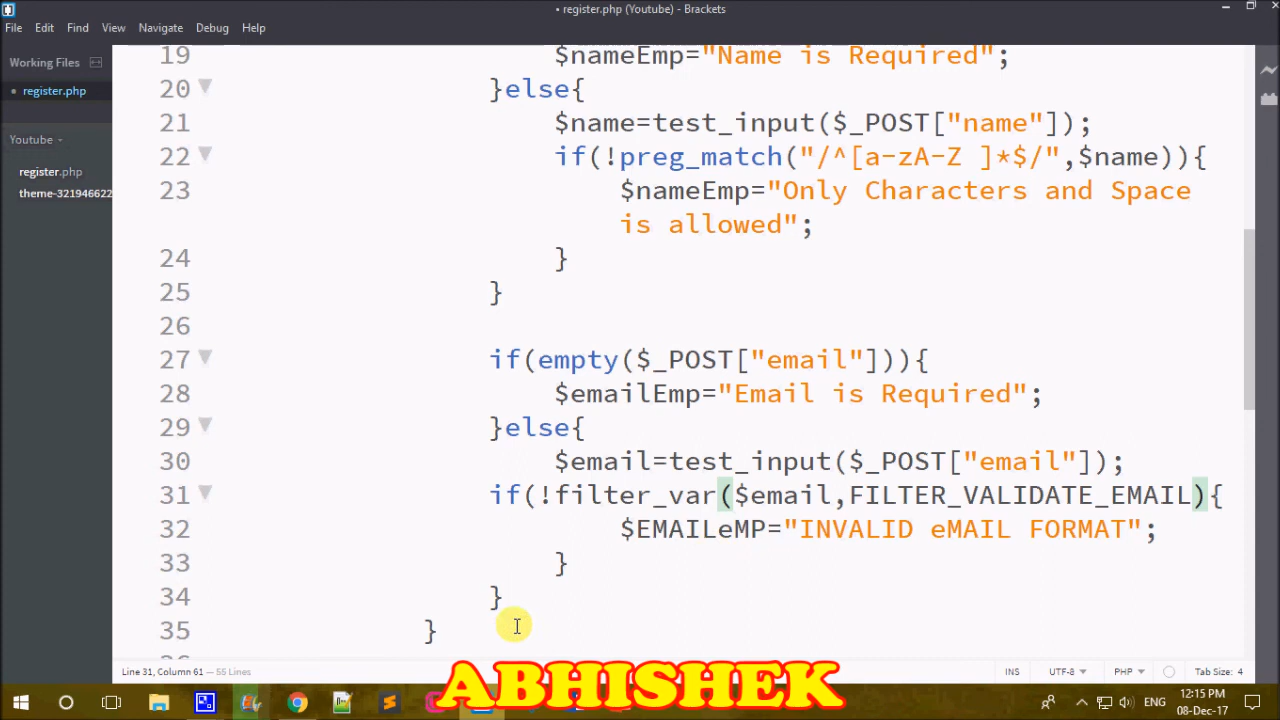 • register.php (Youtube) - Brackets
File Edit Find View Navigate Debug Help
Working Files
• register.php
Youtube
register.php
theme-321946622
19 $nameEmp="Name is Required";
20 }else{
21 $name=test_input($_POST["name"]);
22 if(!preg_match("/^[a-zA-Z ]*$/",$name)){
23 $nameEmp="Only Characters and Space
is allowed";
24 }
25 }
26
27 if(empty($_POST["email"])){
28 $emailEmp="Email is Required";
29 }else{
30 $email=test_input($_POST["email"]);
31 if(!filter_var($email,FILTER_VALIDATE_EMAIL){
32 $EMAILeMP="INVALID eMAIL FORMAT";
33 }
34 }
35 }
Line 31, Column 61 — 55 Lines
INS UTF-8 PHP Tab Size: 4
ABHISHEK
ENG
12:15 PM
08-Dec-17